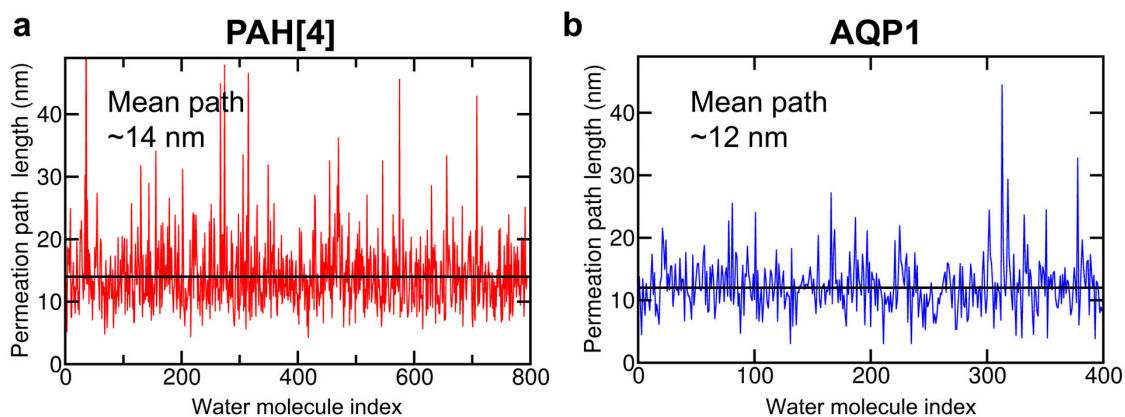 a
PAH[4]
Permeation path length (nm)
40
30
20
10
0
Mean path
~14 nm
0
200
400
600
800
Water molecule index
b
AQP1
Permeation path length (nm)
40
30
20
10
0
Mean path
~12 nm
0
100
200
300
400
Water molecule index